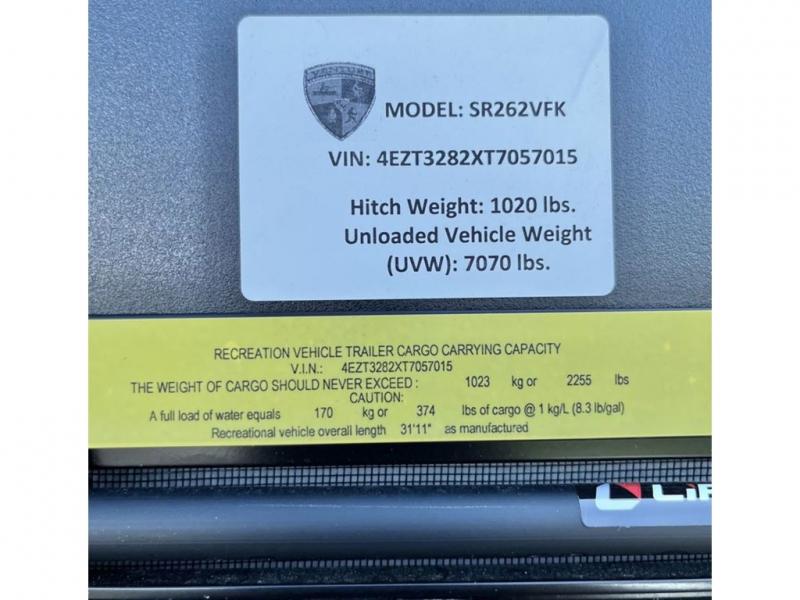 VENTURE
MODEL: SR262VFK
VIN: 4EZT3282XT7057015
Hitch Weight: 1020 lbs.
Unloaded Vehicle Weight
(UVW): 7070 lbs.
RECREATION VEHICLE TRAILER CARGO CARRYING CAPACITY
V.I.N.: 4EZT3282XT7057015
THE WEIGHT OF CARGO SHOULD NEVER EXCEED : 1023 kg or 2255 lbs
CAUTION:
A full load of water equals 170 kg or 374 lbs of cargo @ 1 kg/L (8.3 lb/gal)
Recreational vehicle overall length 31'11" as manufactured